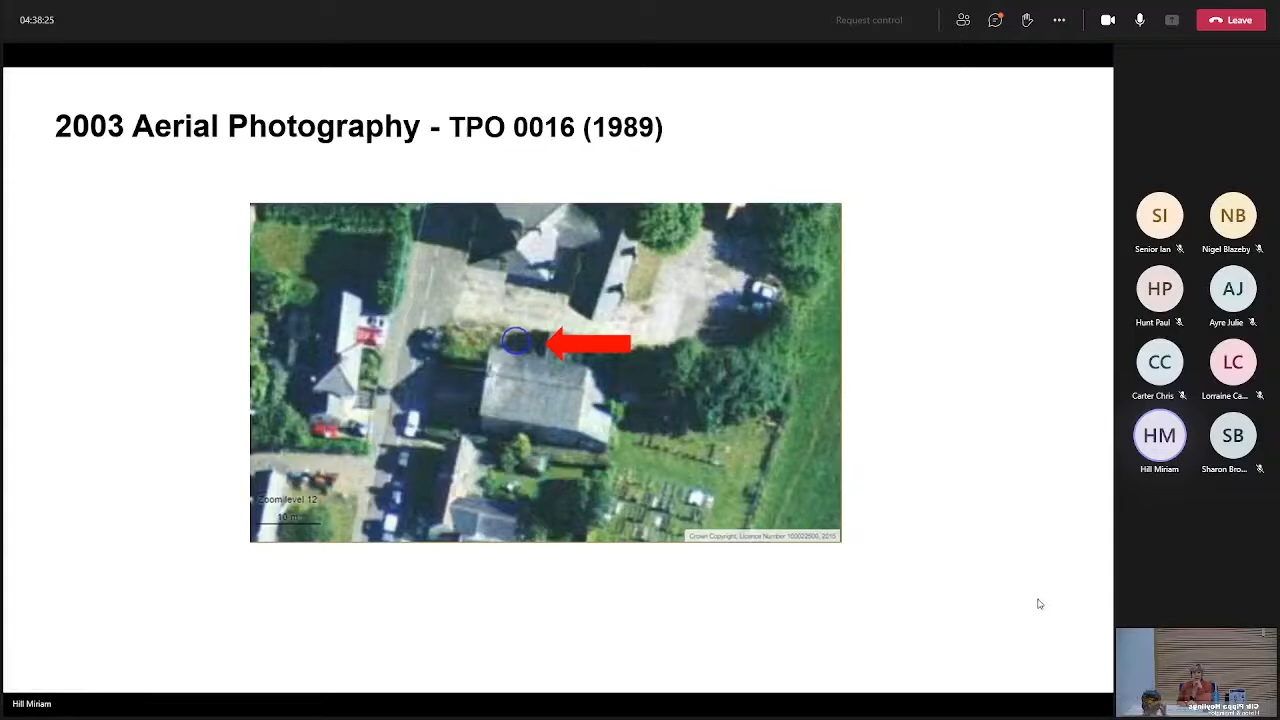 04:38:25
Request control
Leave
2003 Aerial Photography - TPO 0016 (1989)
Zoom level 12
10 m
Crown Copyright, Licence Number 100022500, 2015
SI
NB
Senior Ian
Nigel Blazeby
HP
AJ
Hunt Paul
Ayre Julie
CC
LC
Carter Chris
Lorraine Ca...
HM
SB
Hill Miriam
Sharon Bro...
Hill Miriam